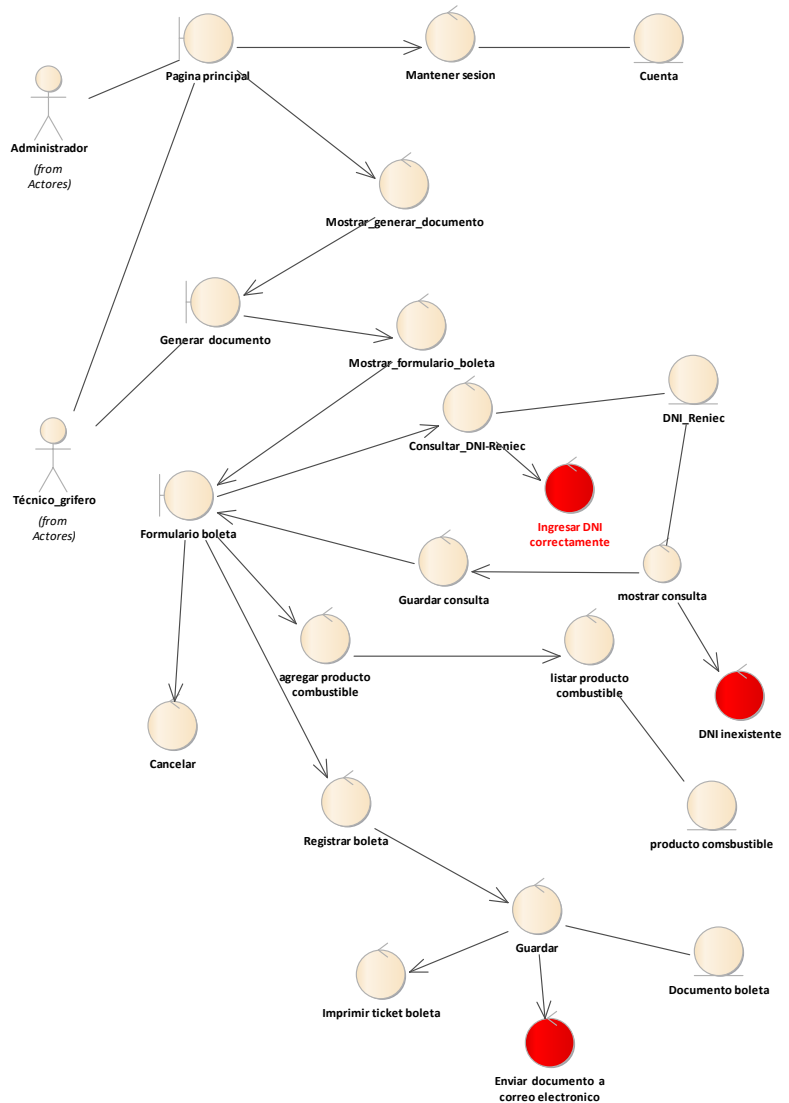 Pagina principal
Mantener sesion
Cuenta
Administrador
(from
Actores)
Mostrar_generar_documento
Generar documento
Mostrar_formulario_boleta
DNI_Reniec
Consultar_DNI-Reniec
Técnico_grifero
(from
Actores)
Ingresar DNI
correctamente
Formulario boleta
Guardar consulta
mostrar consulta
agregar producto
combustible
listar producto
combustible
DNI inexistente
Cancelar
Registrar boleta
producto comsbustible
Guardar
Documento boleta
Imprimir ticket boleta
Enviar documento a
correo electronico